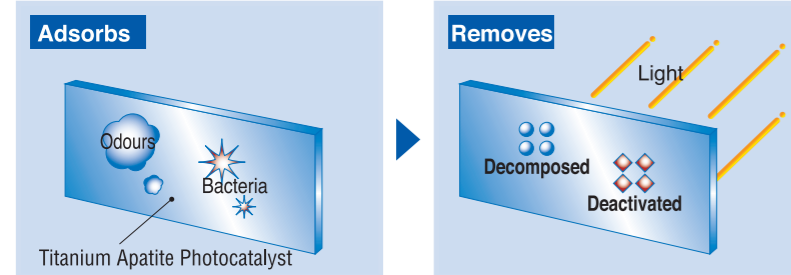 Adsorbs
Odours
Bacteria
Titanium Apatite Photocatalyst
Removes
Light
Decomposed
Deactivated